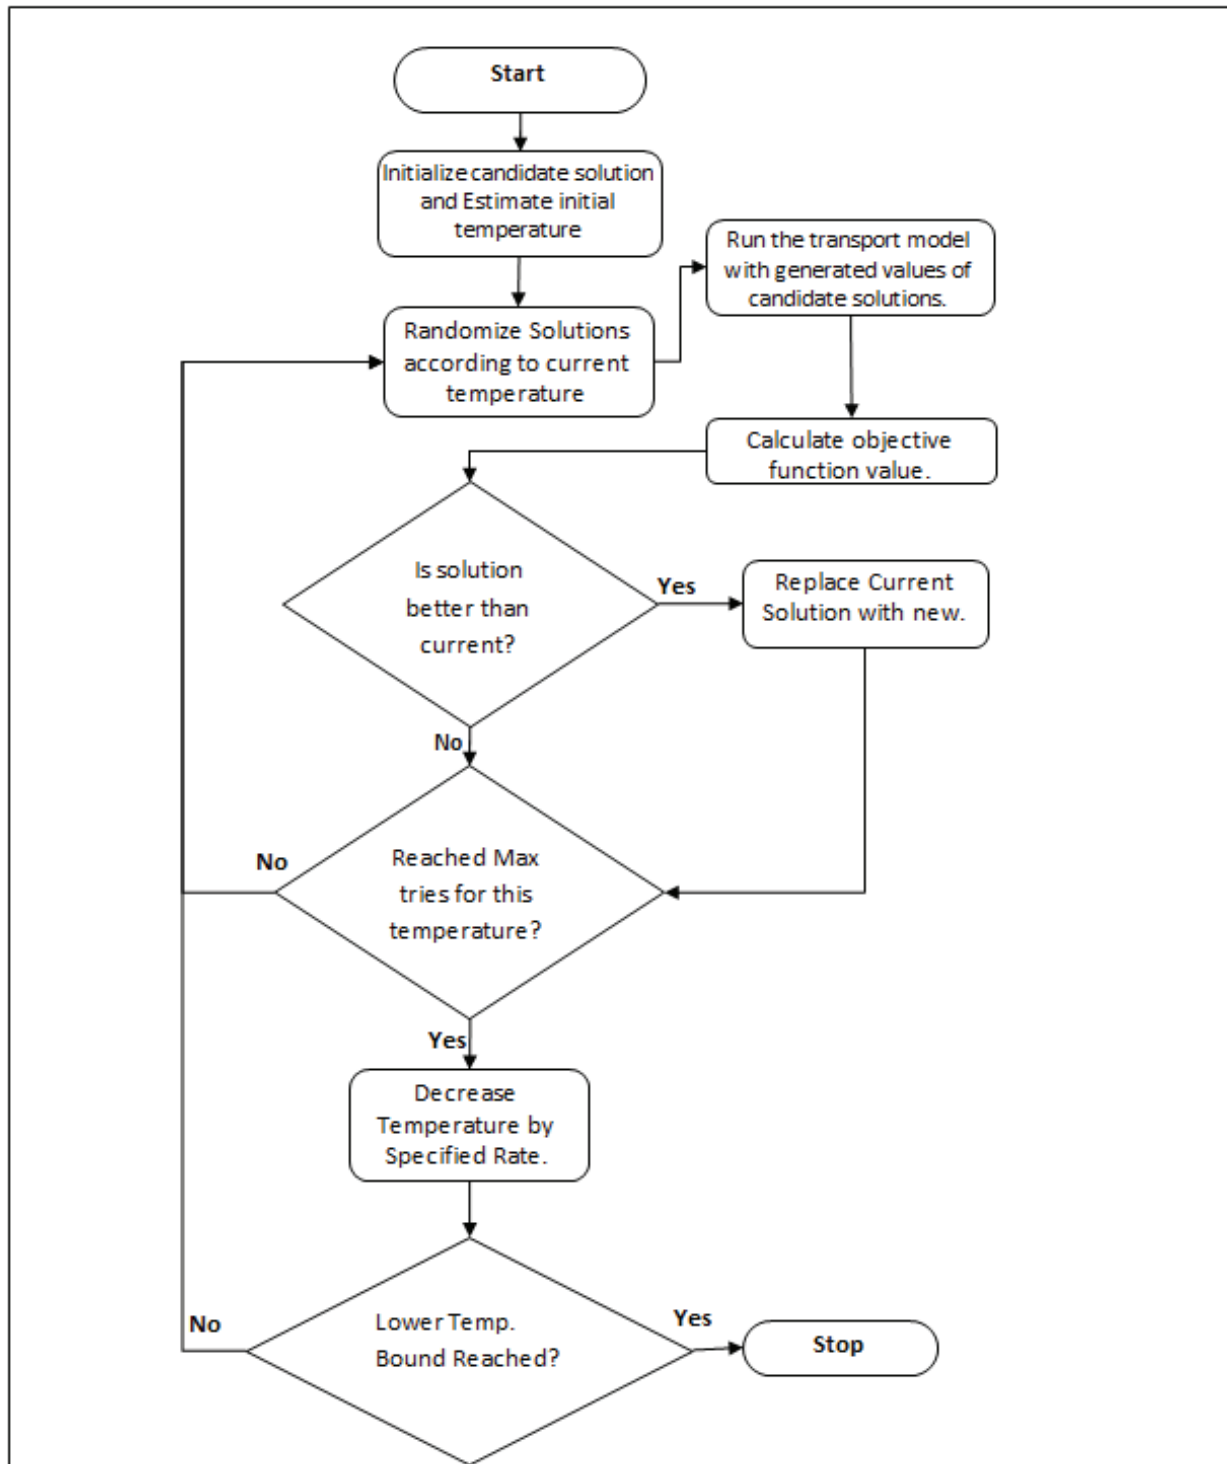 Start
Initialize candidate solution
and Estimate initial
temperature
Run the transport model
with generated values of
candidate solutions.
Randomize Solutions
according to current
temperature
Calculate objective
function value.
Is solution
better than
current?
Yes
Replace Current
Solution with new.
No
Reached Max
tries for this
temperature?
No
Yes
Decrease
Temperature by
Specified Rate.
Lower Temp.
Bound Reached?
No
Yes
Stop